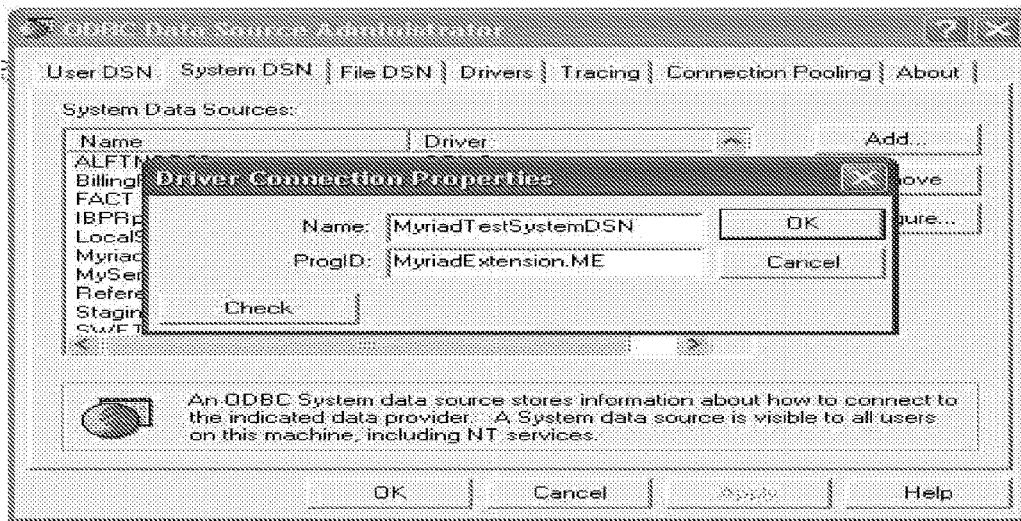 ODBC Data Source Administrator
User DSN System DSN File DSN Drivers Tracing Connection Pooling About
System Data Sources:
Name Driver
Add...
Driver Connection Properties
FACT
Name: MyriadTestSystemDSN OK
ProgID: MyriadExtension.ME Cancel
Check
An ODBC System data source stores information about how to connect to
the indicated data provider. A System data source is visible to all users
on this machine, including NT services.
OK Cancel Apply Help